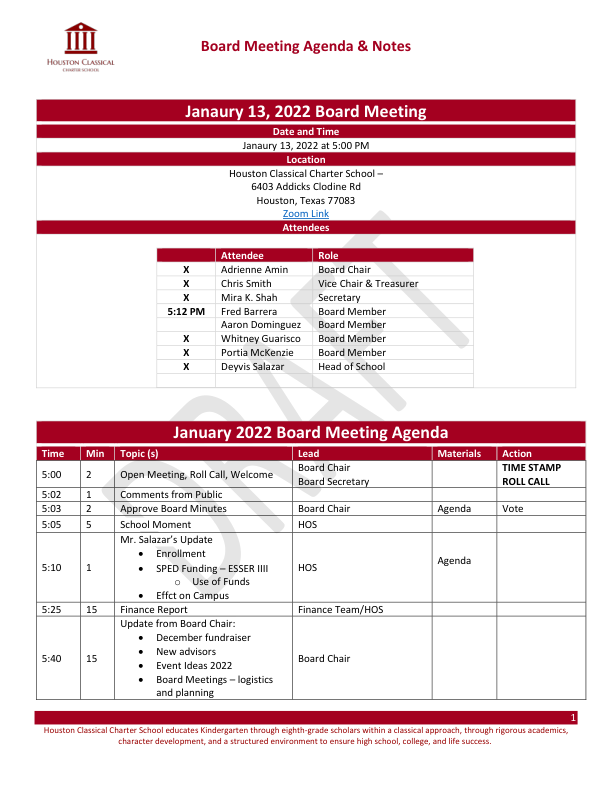 HOUSTON CLASSICAL
CHARTER SCHOOL
Board Meeting Agenda & Notes
Janaury 13, 2022 Board Meeting
Date and Time
Janaury 13, 2022 at 5:00 PM
Location
Houston Classical Charter School –
6403 Addicks Clodine Rd
Houston, Texas 77083
Zoom Link
Attendees
Attendee Role
X Adrienne Amin Board Chair
X Chris Smith Vice Chair & Treasurer
X Mira K. Shah Secretary
5:12 PM Fred Barrera Board Member
Aaron Dominguez Board Member
X Whitney Guarisco Board Member
X Portia McKenzie Board Member
X Deyvis Salazar Head of School
DRAFT
January 2022 Board Meeting Agenda
Time Min Topic (s) Lead Materials Action
5:00 2 Open Meeting, Roll Call, Welcome Board Chair TIME STAMP
Board Secretary ROLL CALL
5:02 1 Comments from Public
5:03 2 Approve Board Minutes Board Chair Agenda Vote
5:05 5 School Moment HOS
5:10 1 Mr. Salazar's Update HOS Agenda
• Enrollment
• SPED Funding – ESSER IIII
o Use of Funds
• Effct on Campus
5:25 15 Finance Report Finance Team/HOS
5:40 15 Update from Board Chair: Board Chair
• December fundraiser
• New advisors
• Event Ideas 2022
• Board Meetings – logistics
and planning
1
Houston Classical Charter School educates Kindergarten through eighth-grade scholars within a classical approach, through rigorous academics,
character development, and a structured environment to ensure high school, college, and life success.